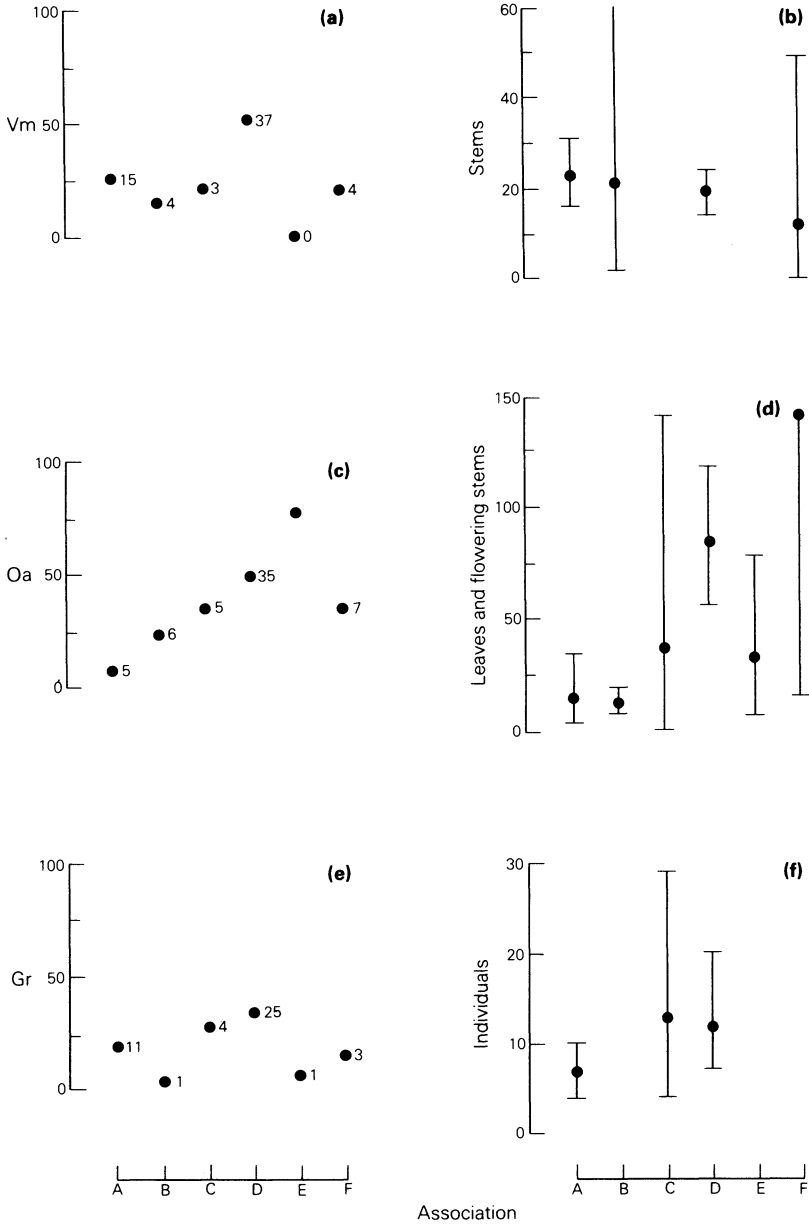 (a)
100
Vm 50
0
15
4
3
37
0
4
(b)
60
40
20
0
Stems
(c)
100
Oa 50
0
5
6
5
35
7
(d)
150
100
50
0
Leaves and flowering stems
(e)
100
Gr 50
0
11
1
4
25
1
3
A B C D E F
(f)
30
20
10
0
Individuals
A B C D E F
Association